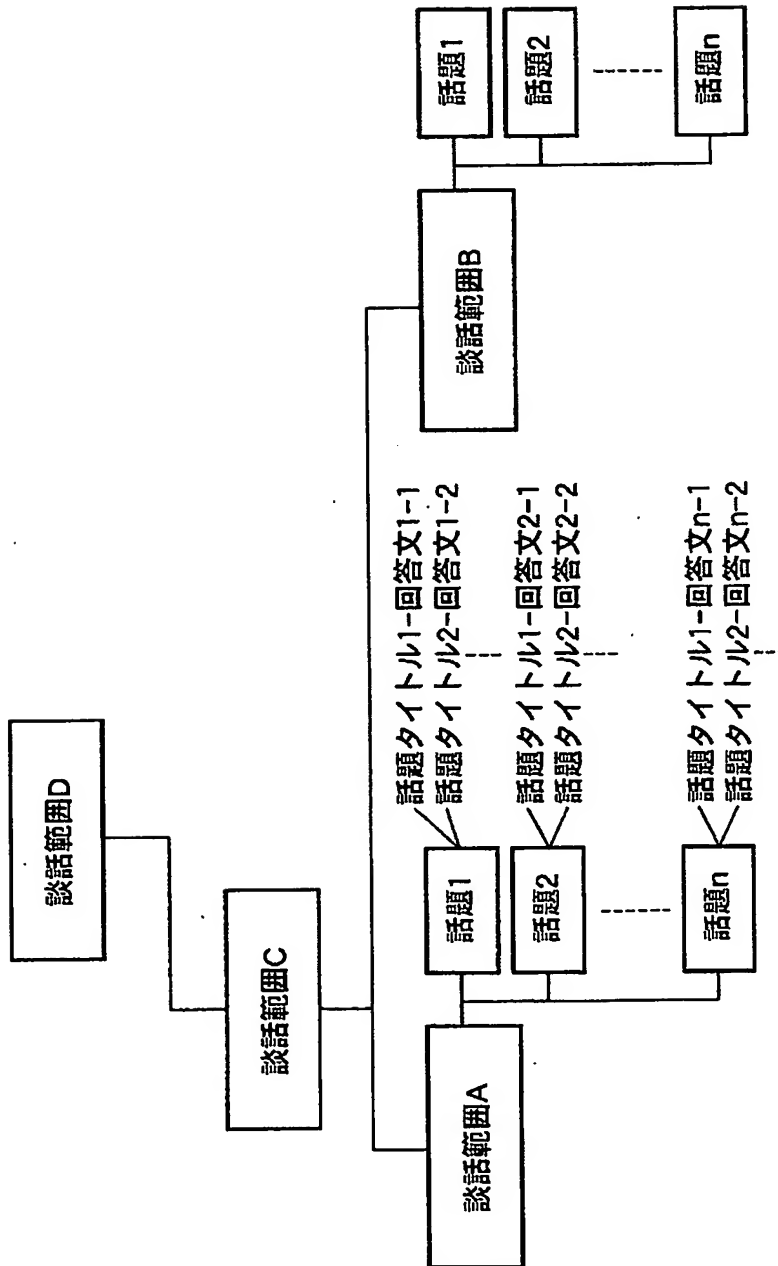 談話範囲D
談話範囲C
談話範囲A
話題1
話題タイトル1-回答文1-1
話題タイトル2-回答文1-2
話題2
話題タイトル1-回答文2-1
話題タイトル2-回答文2-2
話題n
話題タイトル1-回答文n-1
話題タイトル2-回答文n-2
談話範囲B
話題1
話題2
話題n